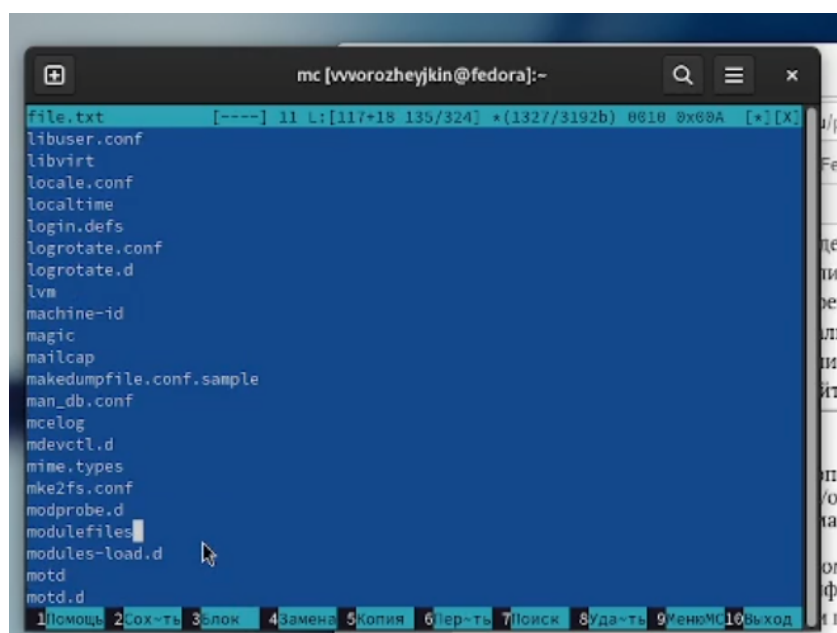 mc [vvvorozheyjkin@fedora]:~
file.txt [----] 11 L:[117+18 135/324] *(1327/3192b) 0010 0x00A [*][X]
libuser.conf
libvirt
locale.conf
localtime
login.defs
logrotate.conf
logrotate.d
lvm
machine-id
magic
mailcap
makedumpfile.conf.sample
man_db.conf
mcelog
mdevctl.d
mime.types
mke2fs.conf
modprobe.d
modulefiles
modules-load.d
motd
motd.d
1Помощь 2Сох~ть 3Блок 4Замена 5Копия 6Пер~ть 7Поиск 8Уда~ть 9МенюMC 10Выход